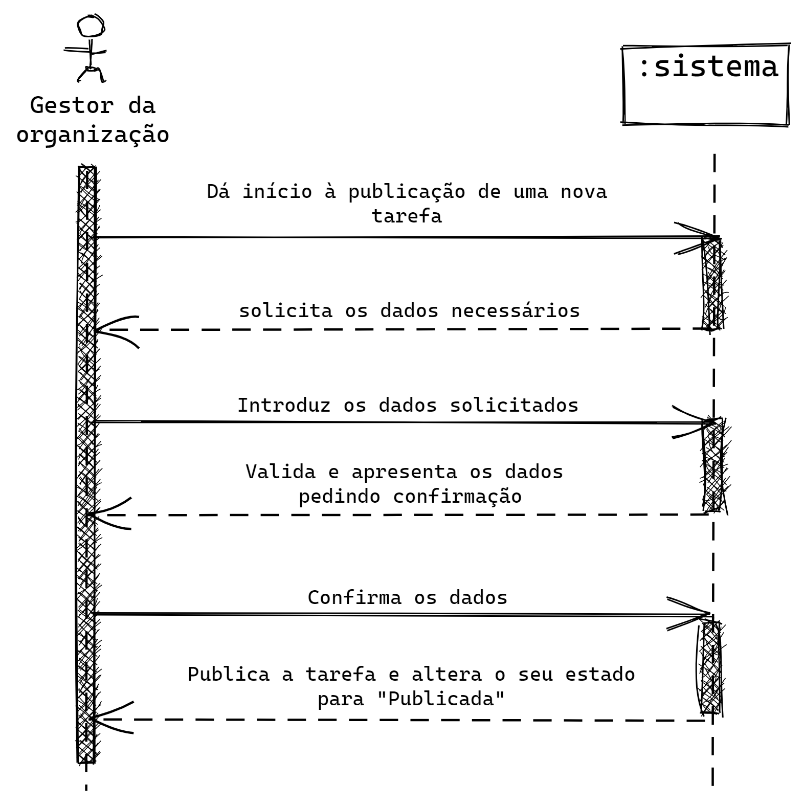 Gestor da
organização
:sistema
Dá início à publicação de uma nova
tarefa
solicita os dados necessários
Introduz os dados solicitados
Valida e apresenta os dados
pedindo confirmação
Confirma os dados
Publica a tarefa e altera o seu estado
para "Publicada"